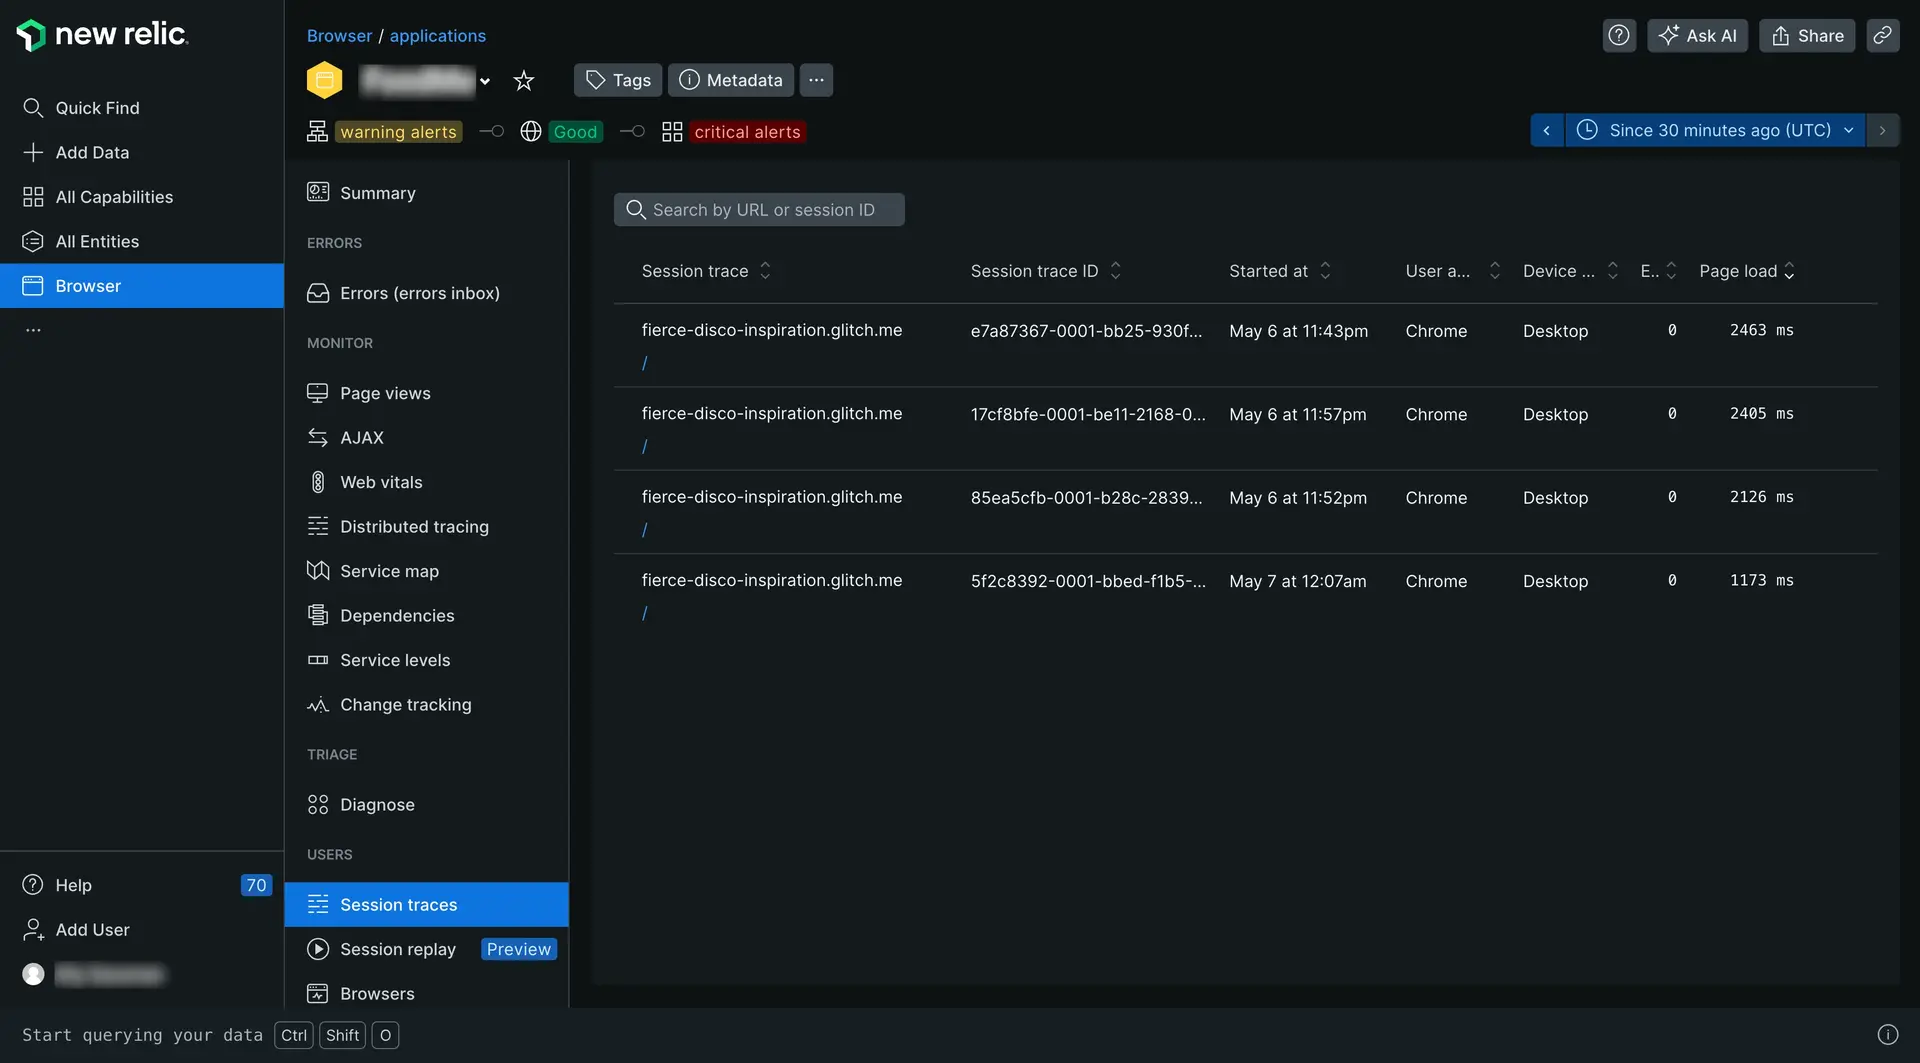 new relic
Quick Find
Add Data
All Capabilities
All Entities
Browser
...
Help 70
Add User
Browser / applications
Tags
Metadata
...
? Ask AI Share
warning alerts
Good
critical alerts
Since 30 minutes ago (UTC)
Summary
ERRORS
Errors (errors inbox)
MONITOR
Page views
AJAX
Web vitals
Distributed tracing
Service map
Dependencies
Service levels
Change tracking
TRIAGE
Diagnose
USERS
Session traces
Session replay Preview
Browsers
Search by URL or session ID
Session trace Session trace ID Started at User a... Device ... E.. Page load
fierce-disco-inspiration.glitch.me e7a87367-0001-bb25-930f... May 6 at 11:43pm Chrome Desktop 0 2463 ms
/
fierce-disco-inspiration.glitch.me 17cf8bfe-0001-be11-2168-0... May 6 at 11:57pm Chrome Desktop 0 2405 ms
/
fierce-disco-inspiration.glitch.me 85ea5cfb-0001-b28c-2839... May 6 at 11:52pm Chrome Desktop 0 2126 ms
/
fierce-disco-inspiration.glitch.me 5f2c8392-0001-bbed-f1b5-... May 7 at 12:07am Chrome Desktop 0 1173 ms
/
Start querying your data Ctrl Shift O